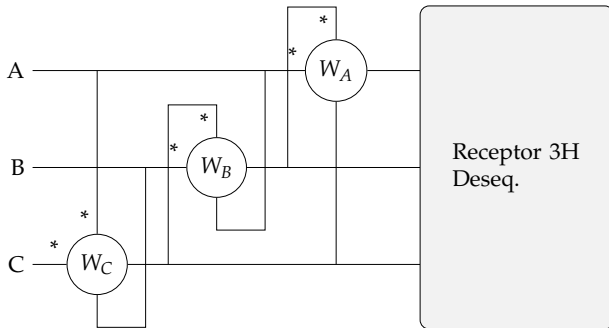 *
A * W_A
*
B * W_B Receptor 3H
Deseq.
*
C * W_C